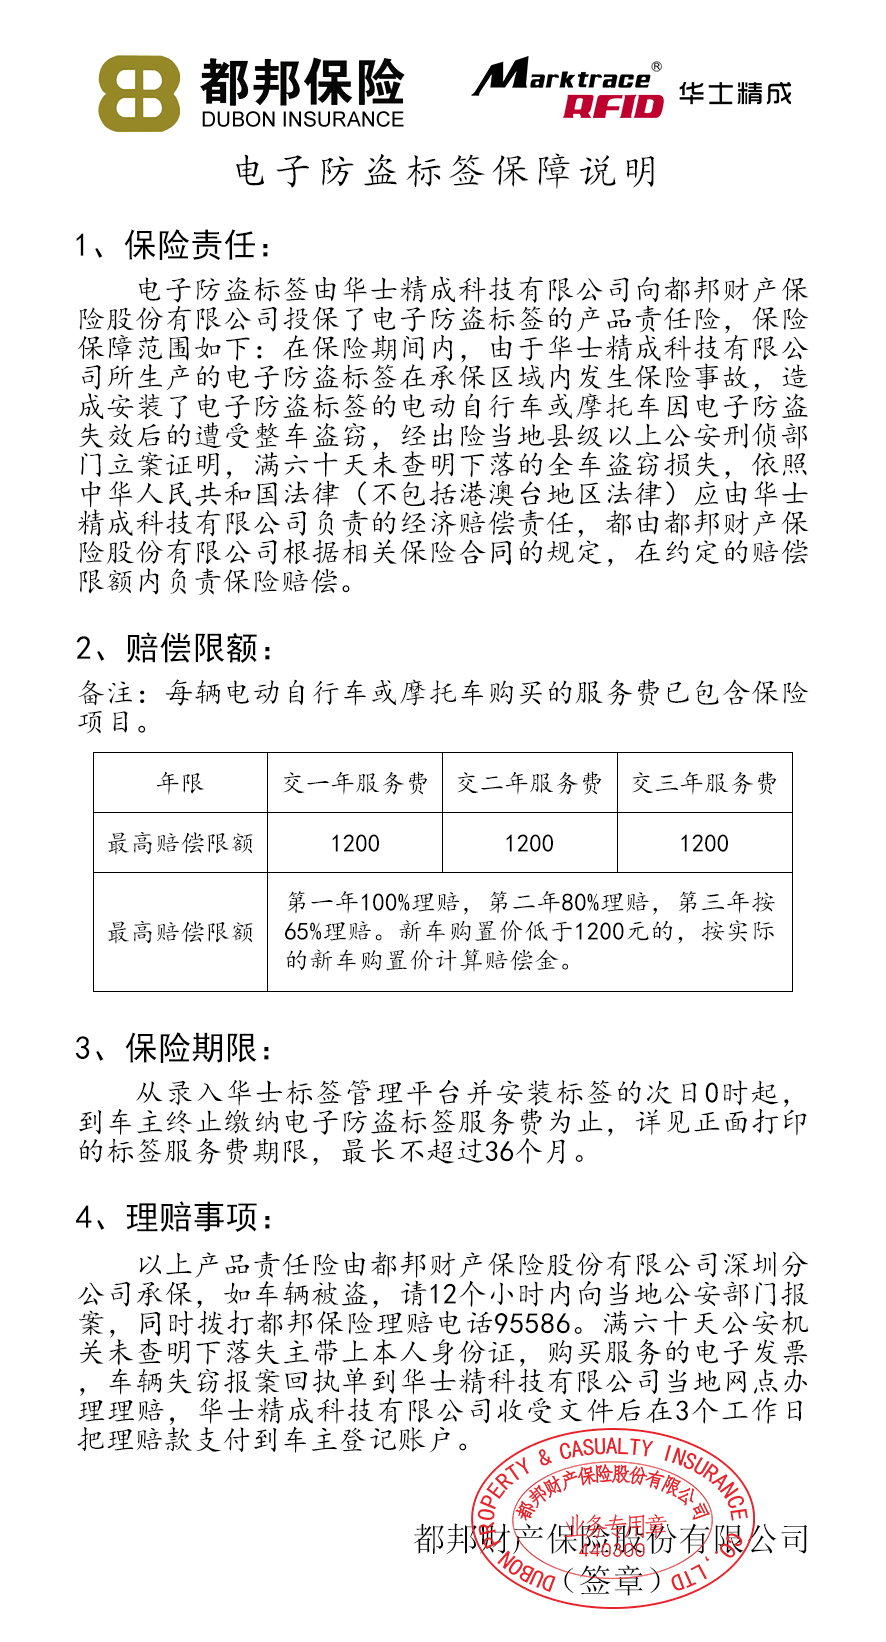 都邦保险
DUBON INSURANCE
Marktrace®
RFID 华士精成
电子防盗标签保障说明
1、保险责任：
电子防盗标签由华士精成科技有限公司向都邦财产保
险股份有限公司投保了电子防盗标签的产品责任险，保险
保障范围如下：在保险期间内，由于华士精成科技有限公
司所生产的电子防盗标签在承保区域内发生保险事故，造
成安装了电子防盗标签的电动自行车或摩托车因电子防盗
失效后的遭受整车盗窃，经出险当地县级以上公安刑侦部
门立案证明，满六十天未查明下落的全车盗窃损失，依照
中华人民共和国法律（不包括港澳台地区法律）应由华士
精成科技有限公司负责的经济赔偿责任，都由都邦财产保
险股份有限公司根据相关保险合同的规定，在约定的赔偿
限额内负责保险赔偿。
2、赔偿限额：
备注：每辆电动自行车或摩托车购买的服务费已包含保险
项目。
年限 交一年服务费 交二年服务费 交三年服务费
最高赔偿限额 1200 1200 1200
最高赔偿限额
第一年100%理赔，第二年80%理赔，第三年按
65%理赔。新车购置价低于1200元的，按实际
的新车购置价计算赔偿金。
3、保险期限：
从录入华士标签管理平台并安装标签的次日0时起，
到车主终止缴纳电子防盗标签服务费为止，详见正面打印
的标签服务费期限，最长不超过36个月。
4、理赔事项：
以上产品责任险由都邦财产保险股份有限公司深圳分
公司承保，如车辆被盗，请12个小时内向当地公安部门报
案，同时拨打都邦保险理赔电话95586。满六十天公安机
关未查明下落失主带上本人身份证，购买服务的电子发票
，车辆失窃报案回执单到华士精科技有限公司当地网点办
理理赔，华士精成科技有限公司收受文件后在3个工作日
把理赔款支付到车主登记账户。
DUBON PROPERTY & CASUALTY INSURANCE CO., LTD
都邦财产保险股份有限公司
业务专用章
440300
都邦财产保险股份有限公司
（签章）